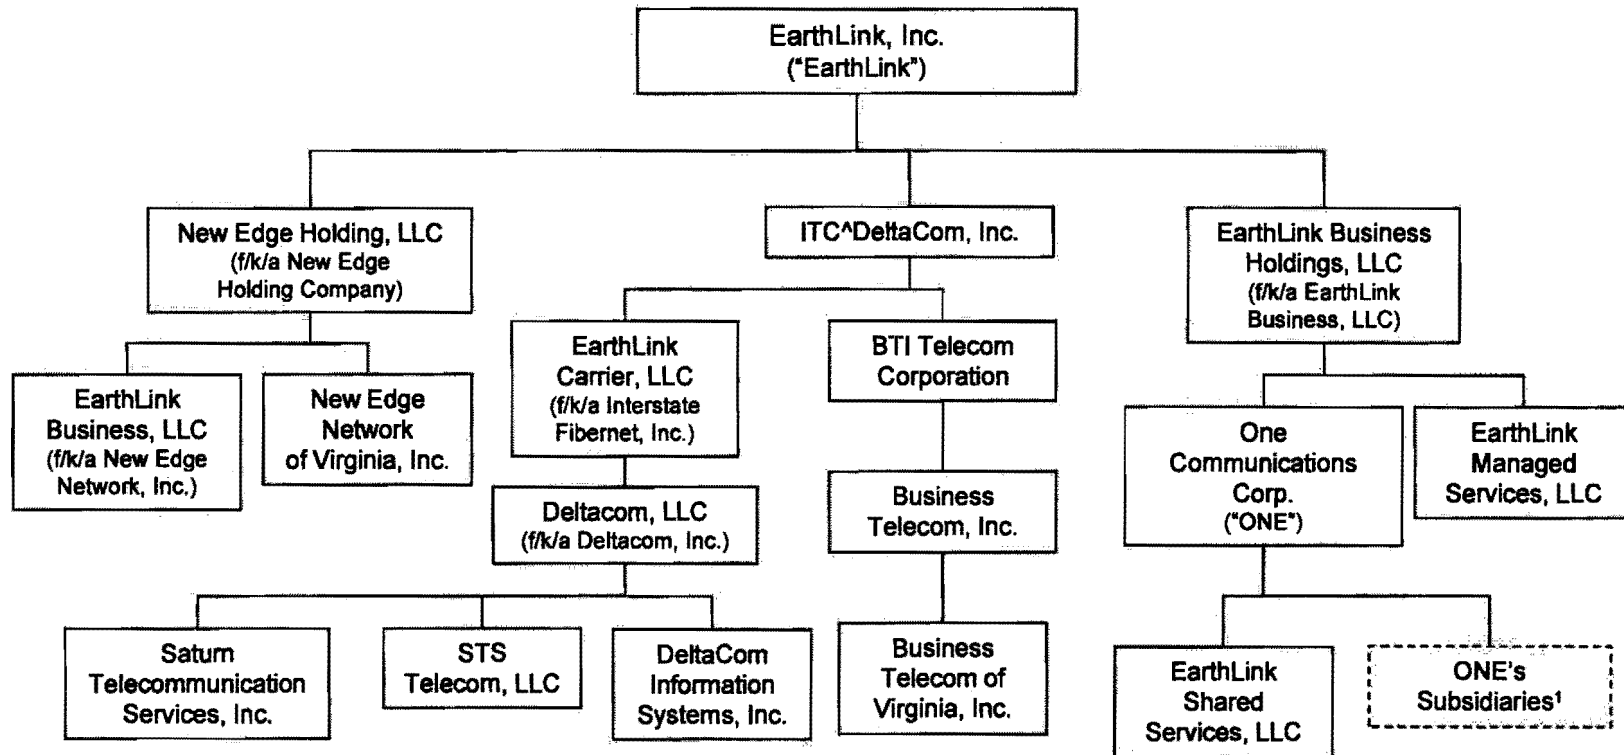 EarthLink, Inc.
("EarthLink")
New Edge Holding, LLC
(f/k/a New Edge
Holding Company)
ITC^DeltaCom, Inc.
EarthLink Business
Holdings, LLC
(f/k/a EarthLink
Business, LLC)
EarthLink
Business, LLC
(f/k/a New Edge
Network, Inc.)
New Edge
Network
of Virginia, Inc.
EarthLink
Carrier, LLC
(f/k/a Interstate
Fibernet, Inc.)
BTI Telecom
Corporation
One
Communications
Corp.
("ONE")
EarthLink
Managed
Services, LLC
Deltacom, LLC
(f/k/a Deltacom, Inc.)
Business
Telecom, Inc.
Saturn
Telecommunication
Services, Inc.
STS
Telecom, LLC
DeltaCom
Information
Systems, Inc.
Business
Telecom of
Virginia, Inc.
EarthLink
Shared
Services, LLC
ONE's
Subsidiaries¹